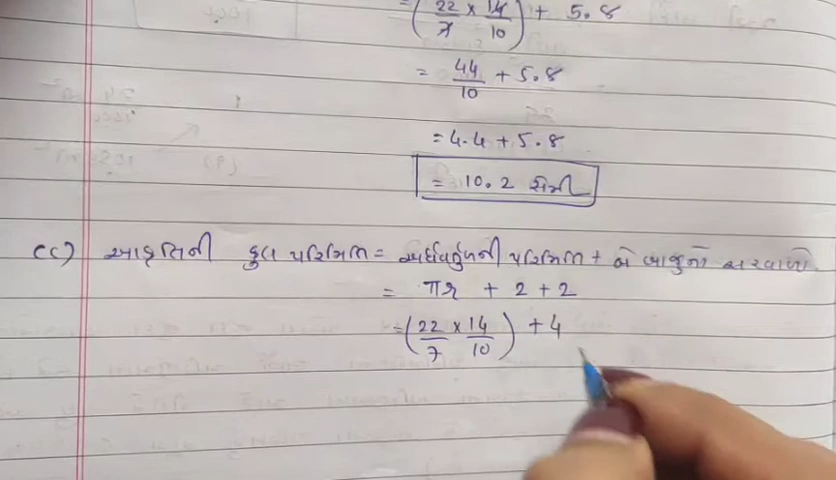 = (22/7 × 14/10) + 5.8
= 44/10 + 5.8
= 4.4 + 5.8
= 10.2 સેમી
(C) આકૃતિની કુલ પરિમિતિ = અર્ધવર્તુળની પરિમિતિ + બે બાજુનો સરવાળો.
= πr + 2 + 2
= (22/7 × 14/10) + 4